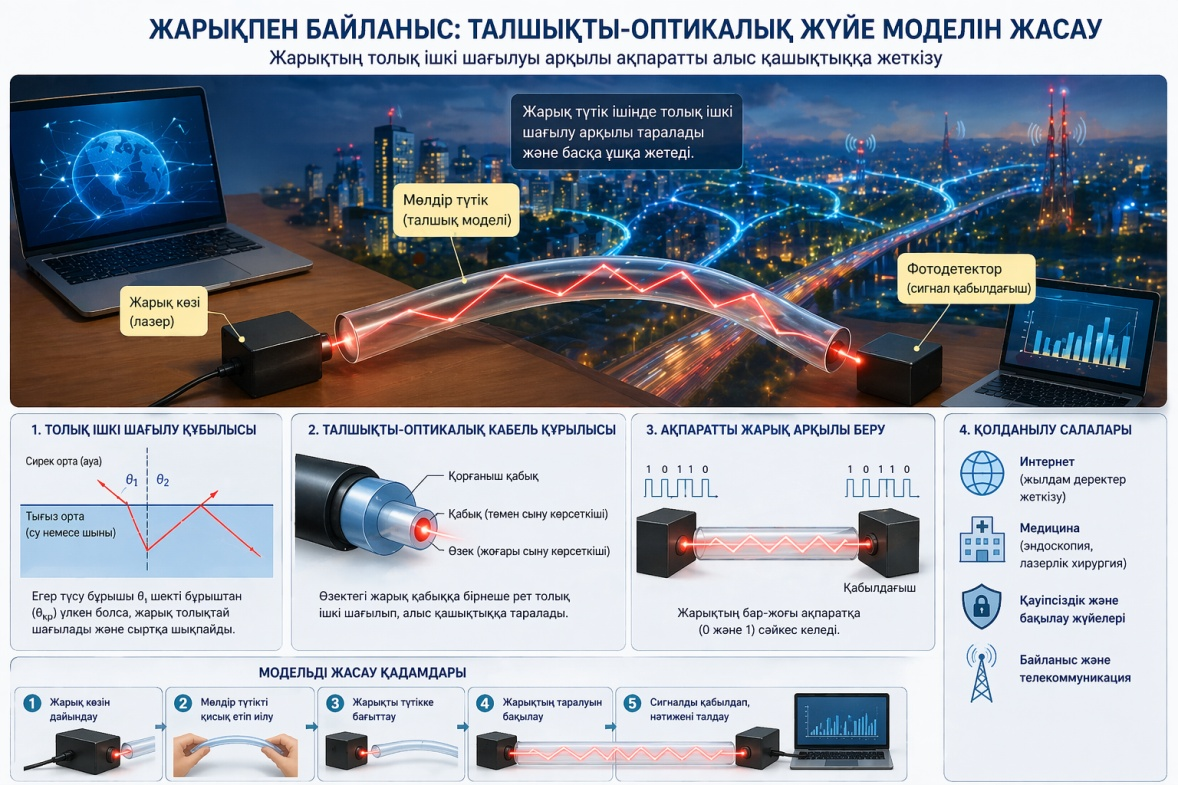 ЖАРЫҚПЕН БАЙЛАНЫС: ТАЛШЫҚТЫ-ОПТИКАЛЫҚ ЖҮЙЕ МОДЕЛІН ЖАСАУ
Жарықтың толық ішкі шағылуы арқылы ақпаратты алыс қашықтыққа жеткізу
Жарық түтік ішінде толық ішкі
шағылу арқылы таралады
және басқа ұшқа жетеді.
Мөлдір түтік
(талшық моделі)
Жарық көзі
(лазер)
Фотодетектор
(сигнал қабылдағыш)
1. ТОЛЫҚ ІШКІ ШАҒЫЛУ ҚҰБЫЛЫСЫ
Сирек орта (ауа)
θ₁
θ₂
Тығыз орта
(су немесе шыны)
Егер түсу бұрышы θ₁ шекті бұрыштан
(θкр) үлкен болса, жарық толықтай
шағылады және сыртқа шықпайды.
2. ТАЛШЫҚТЫ-ОПТИКАЛЫҚ КАБЕЛЬ ҚҰРЫЛЫСЫ
Қорғаныш қабық
Қабық (төмен сыну көрсеткіші)
Өзек (жоғары сыну көрсеткіші)
Өзектегі жарық қабыққа бірнеше рет толық
ішкі шағылып, алыс қашықтыққа таралады.
3. АҚПАРАТТЫ ЖАРЫҚ АРҚЫЛЫ БЕРУ
1 0 1 1 0
1 0 1 1 0
Қабылдағыш
Жарықтың бар-жоғы ақпаратқа
(0 және 1) сәйкес келеді.
4. ҚОЛДАНЫЛУ САЛАЛАРЫ
Интернет
(жылдам деректер
жеткізу)
Медицина
(эндоскопия,
лазерлік хирургия)
Қауіпсіздік және
бақылау жүйелері
Байланыс және
телекоммуникация
МОДЕЛЬДІ ЖАСАУ ҚАДАМДАРЫ
1 Жарық көзін
дайындау
2 Мөлдір түтікті
қисық етіп иілу
3 Жарықты түтікке
бағыттау
4 Жарықтың таралуын
бақылау
5 Сигналды қабылдап,
нәтижені талдау